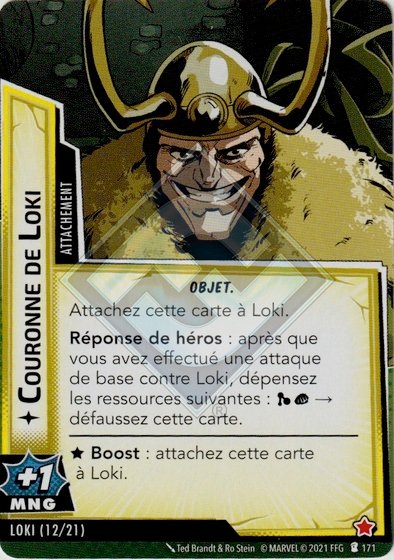 COURONNE DE LOKI
ATTACHEMENT
OBJET.
Attachez cette carte à Loki.
Réponse de héros : après que
vous avez effectué une attaque
de base contre Loki, dépensez
les ressources suivantes : →
défaussez cette carte.
★ Boost : attachez cette carte
à Loki.
+1
MNG
LOKI (12/21)
Ted Brandt & Ro Stein © MARVEL © 2021 FFG 171
®